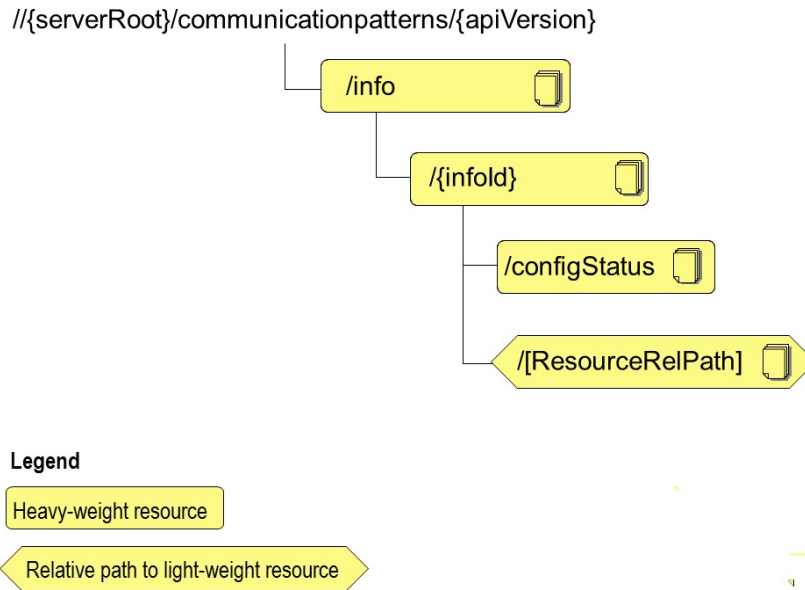 //{serverRoot}/communicationpatterns/{apiVersion}
/info
/{infoId}
/configStatus
/[ResourceRelPath]
Legend
Heavy-weight resource
Relative path to light-weight resource